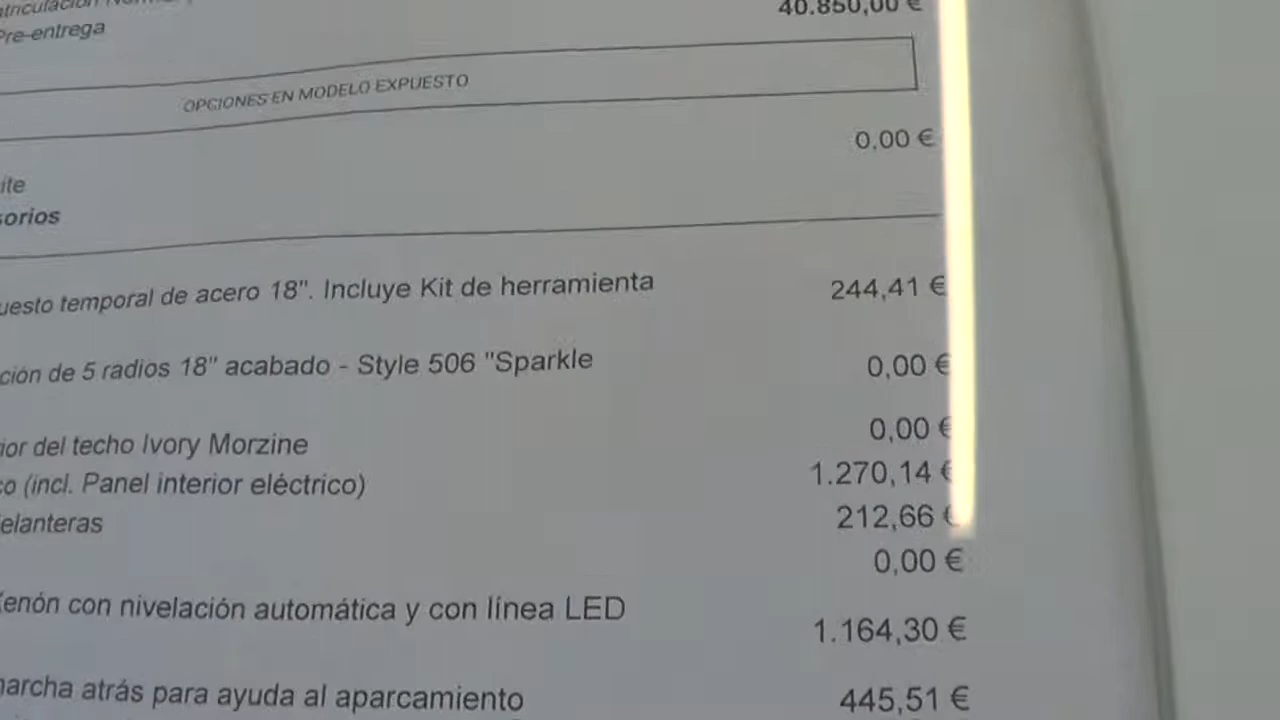 40.850,00 €
Pre-entrega
OPCIONES EN MODELO EXPUESTO
0,00 €
ite
sorios
uesto temporal de acero 18". Incluye Kit de herramienta 244,41 €
ción de 5 radios 18" acabado - Style 506 "Sparkle 0,00 €
ior del techo Ivory Morzine 0,00 €
co (incl. Panel interior eléctrico) 1.270,14 €
elanteras 212,66 €
0,00 €
enón con nivelación automática y con línea LED
1.164,30 €
marcha atrás para ayuda al aparcamiento 445,51 €